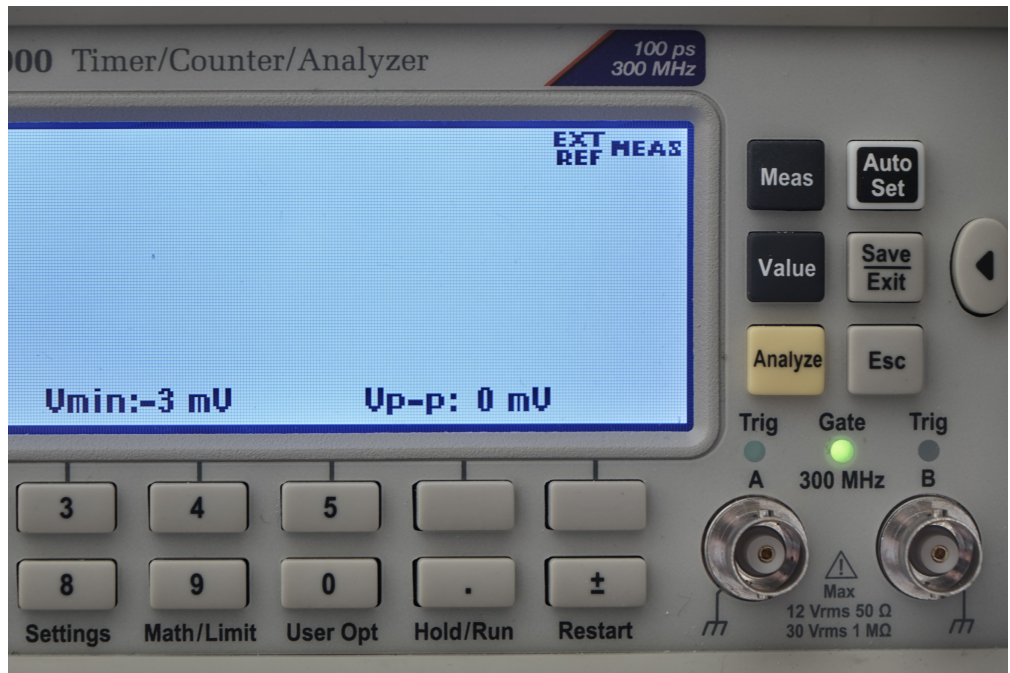 000 Timer/Counter/Analyzer
100 ps
300 MHz
EXT
REF
MEAS
Vmin:-3 mV
Vp-p: 0 mV
Meas
Auto
Set
Value
Save
Exit
Analyze
Esc
Trig
Gate
Trig
A
300 MHz
B
3
4
5
8
9
0
.
±
Settings
Math/Limit
User Opt
Hold/Run
Restart
Max
12 Vrms 50 Ω
30 Vrms 1 MΩ